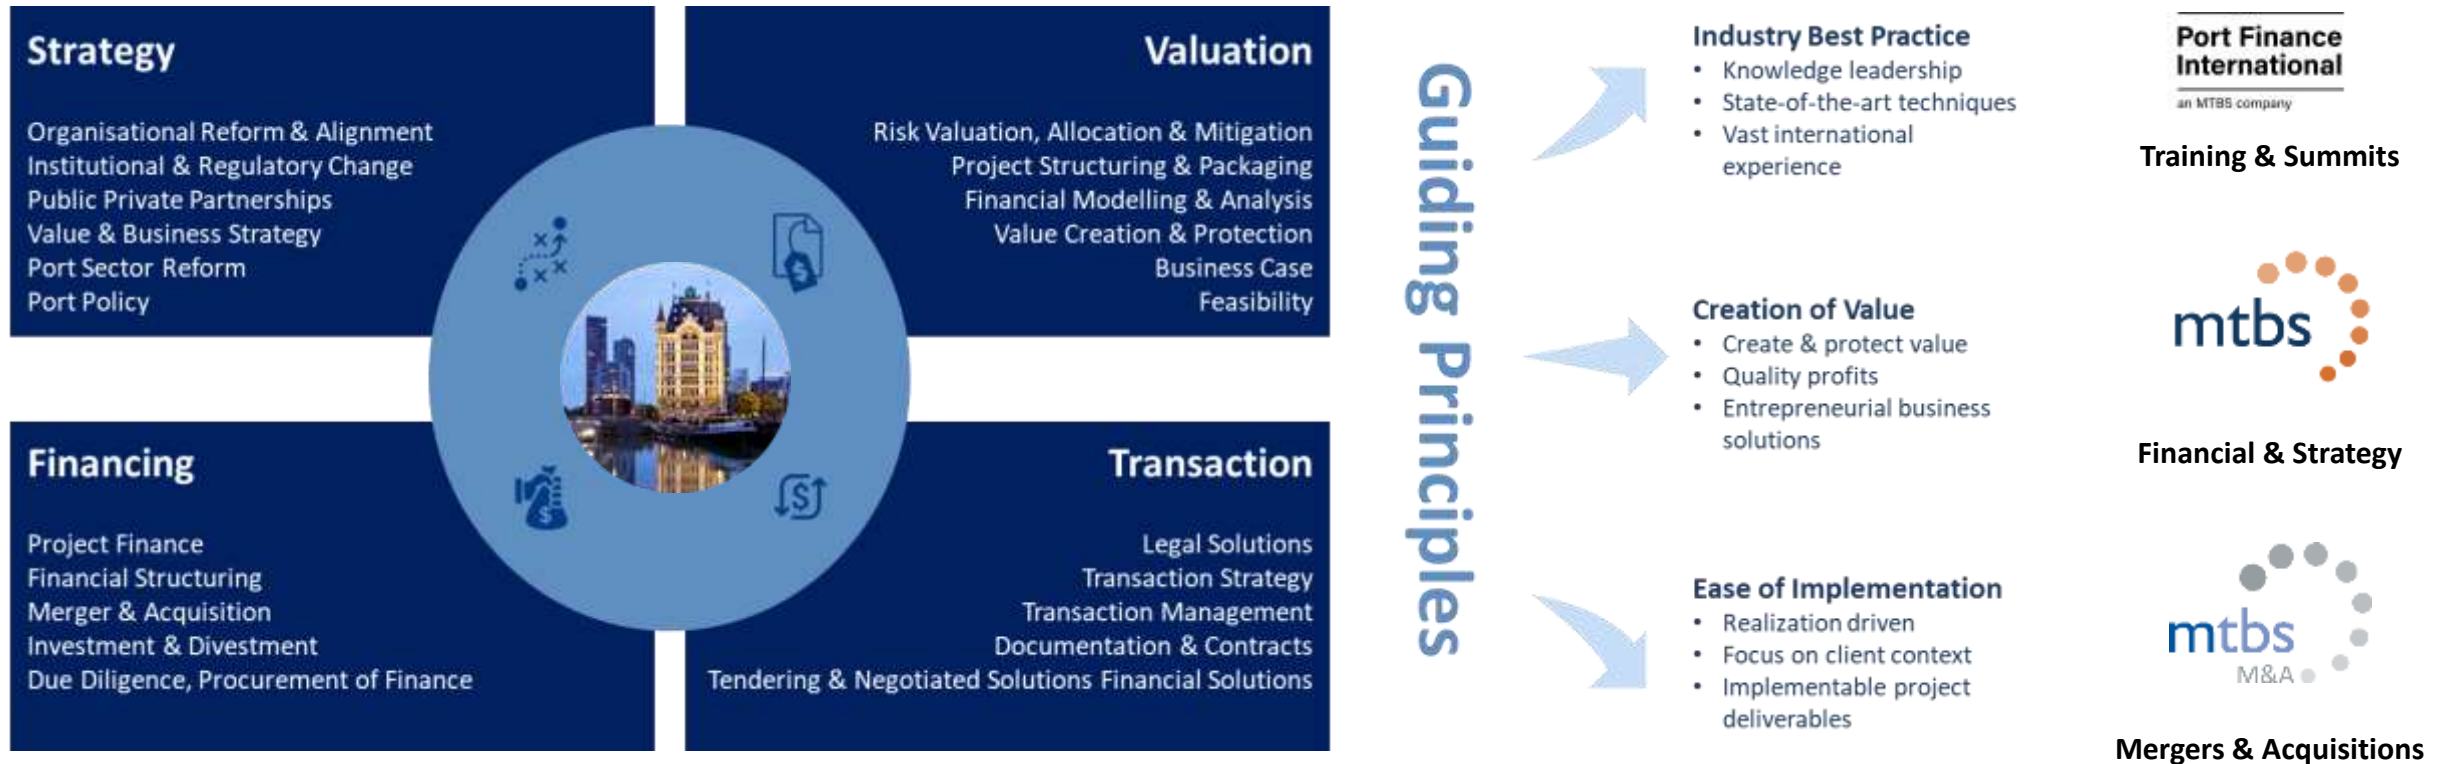 Strategy
Organisational Reform & Alignment
Institutional & Regulatory Change
Public Private Partnerships
Value & Business Strategy
Port Sector Reform
Port Policy
Valuation
Risk Valuation, Allocation & Mitigation
Project Structuring & Packaging
Financial Modelling & Analysis
Value Creation & Protection
Business Case
Feasibility
Financing
Project Finance
Financial Structuring
Merger & Acquisition
Investment & Divestment
Due Diligence, Procurement of Finance
Transaction
Legal Solutions
Transaction Strategy
Transaction Management
Documentation & Contracts
Tendering & Negotiated Solutions Financial Solutions
Guiding Principles
Industry Best Practice
• Knowledge leadership
• State-of-the-art techniques
• Vast international
experience
Creation of Value
• Create & protect value
• Quality profits
• Entrepreneurial business
solutions
Ease of Implementation
• Realization driven
• Focus on client context
• Implementable project
deliverables
Port Finance
International
an MTBS company
Training & Summits
mtbs
Financial & Strategy
mtbs
M&A
Mergers & Acquisitions